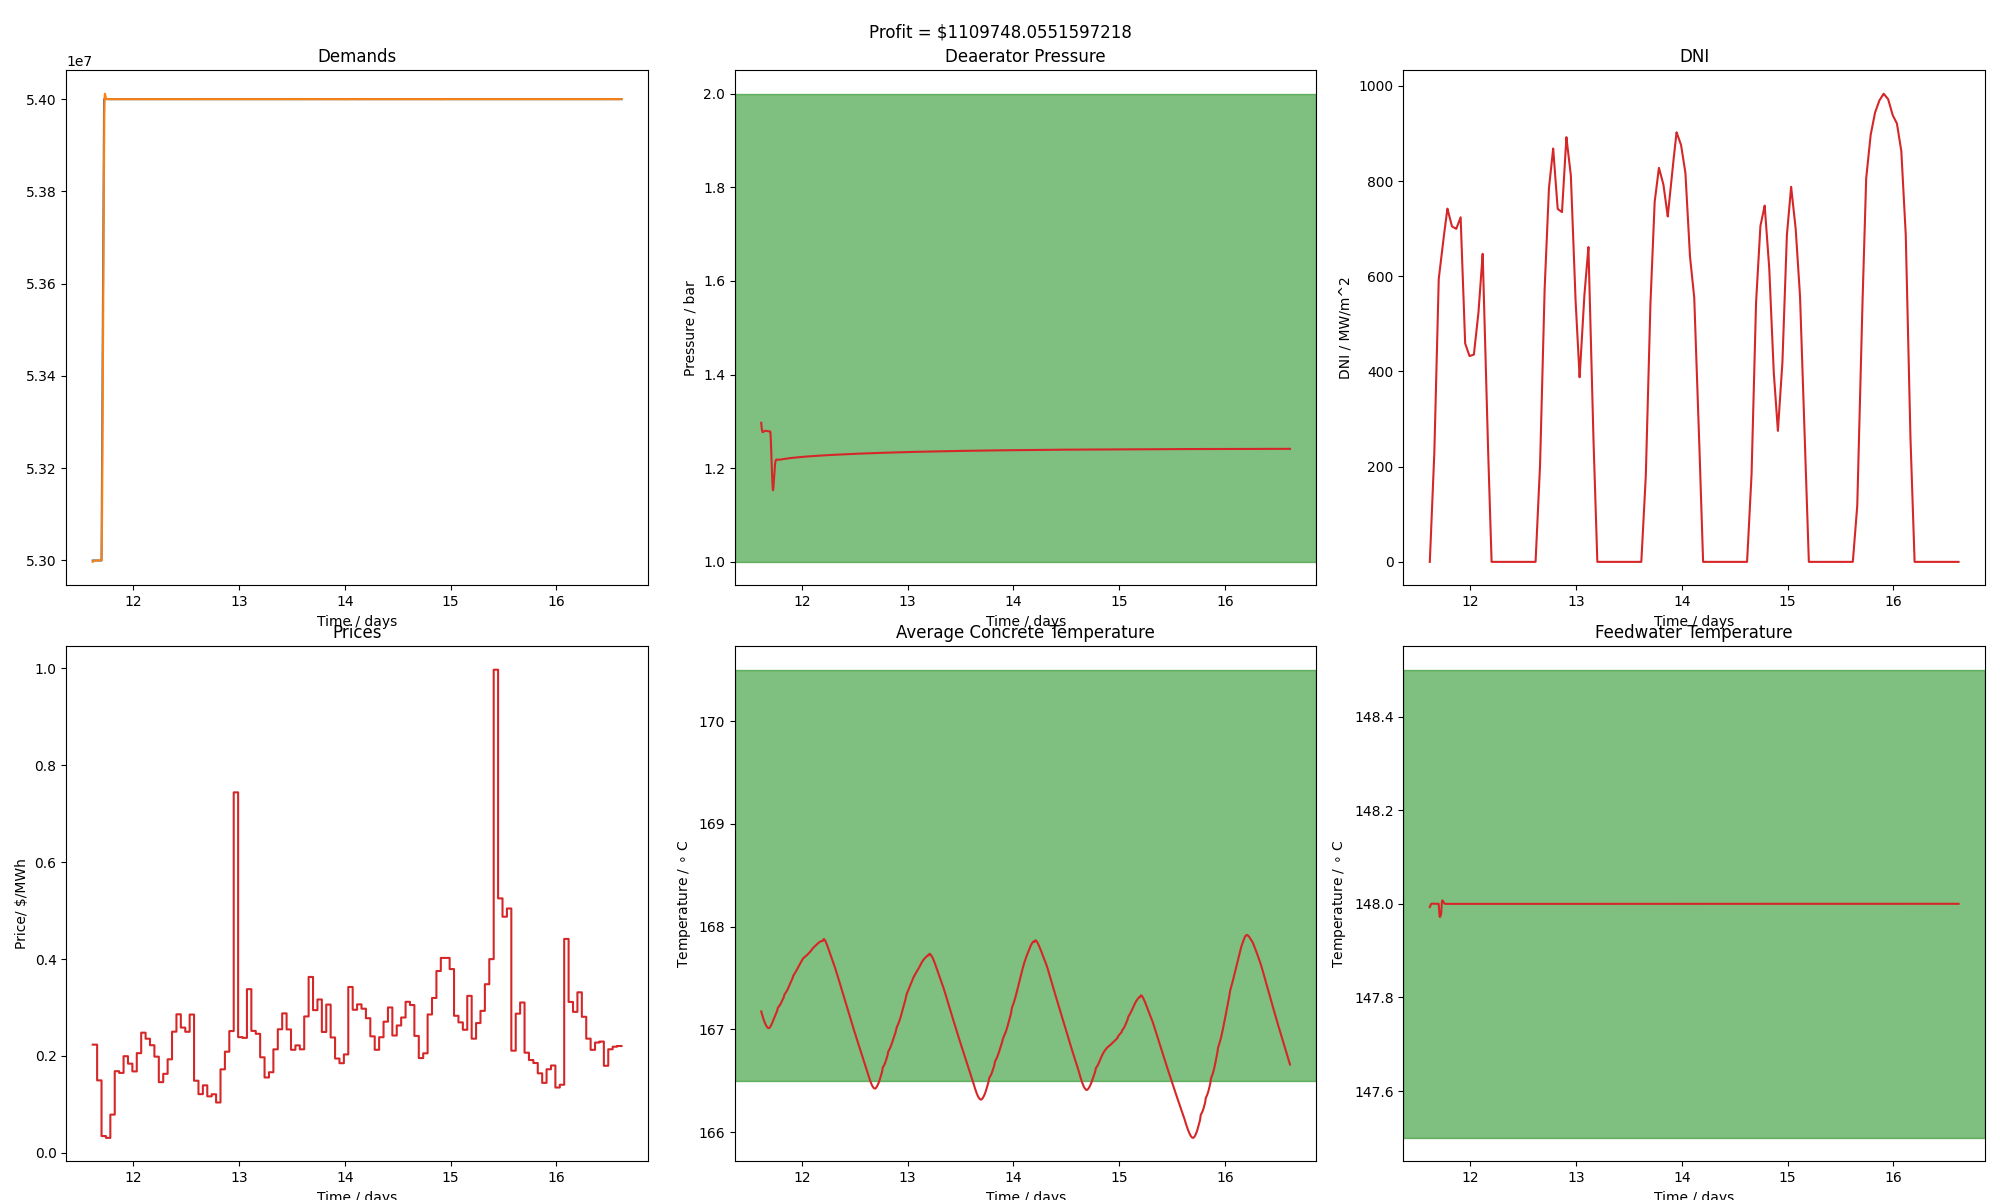 Profit = $1109748.0551597218
Demands
1e7
5.40
5.38
5.36
5.34
5.32
5.30
12 13 14 15 16
Time / days
Deaerator Pressure
Pressure / bar
2.0
1.8
1.6
1.4
1.2
1.0
12 13 14 15 16
Time / days
DNI
DNI / MW/m^2
1000
800
600
400
200
0
12 13 14 15 16
Time / days
Prices
Price/ $/MWh
1.0
0.8
0.6
0.4
0.2
0.0
12 13 14 15 16
Time / days
Average Concrete Temperature
Temperature / ∘ C
170
169
168
167
166
12 13 14 15 16
Time / days
Feedwater Temperature
Temperature / ∘ C
148.4
148.2
148.0
147.8
147.6
12 13 14 15 16
Time / days